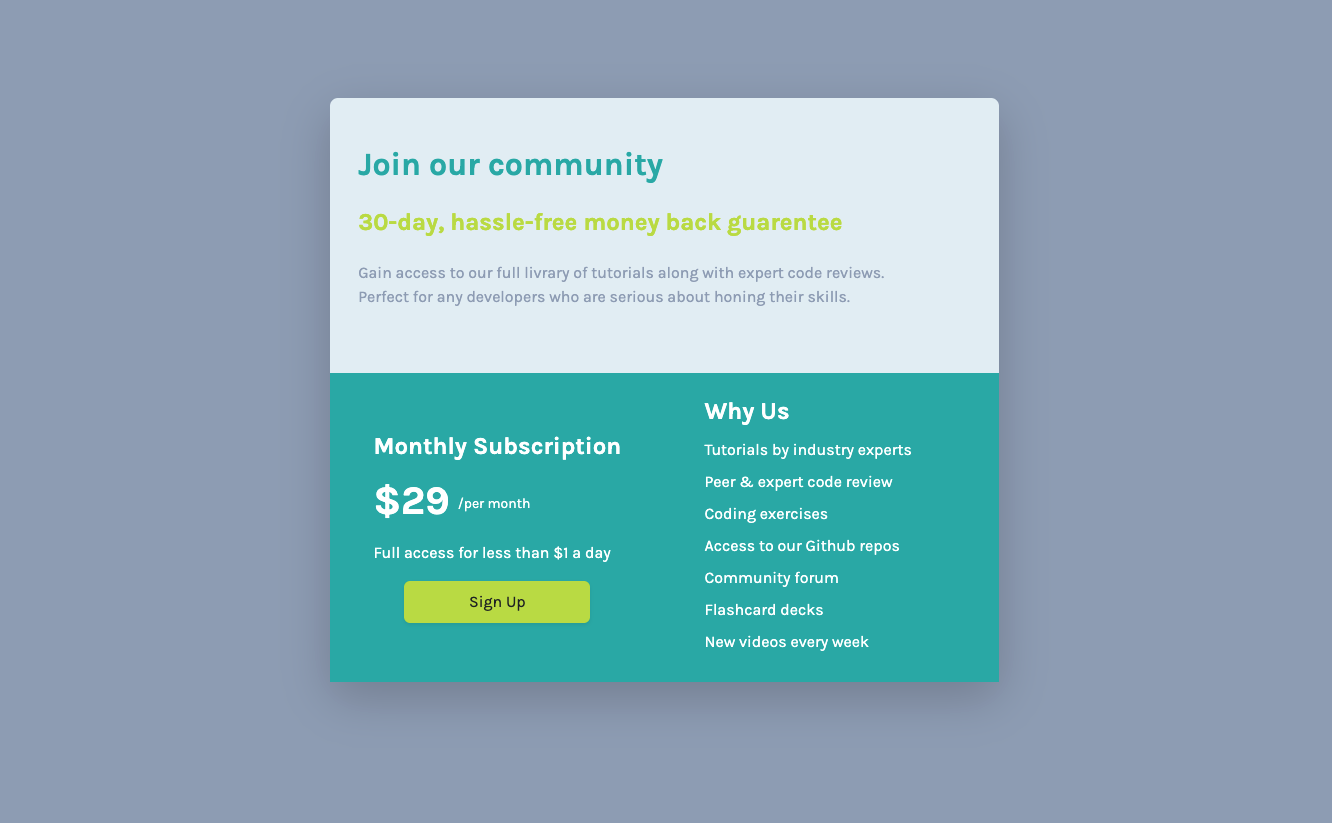 Join our community
30-day, hassle-free money back guarentee
Gain access to our full livrary of tutorials along with expert code reviews.
Perfect for any developers who are serious about honing their skills.
Monthly Subscription
$29 /per month
Full access for less than $1 a day
Sign Up
Why Us
Tutorials by industry experts
Peer & expert code review
Coding exercises
Access to our Github repos
Community forum
Flashcard decks
New videos every week